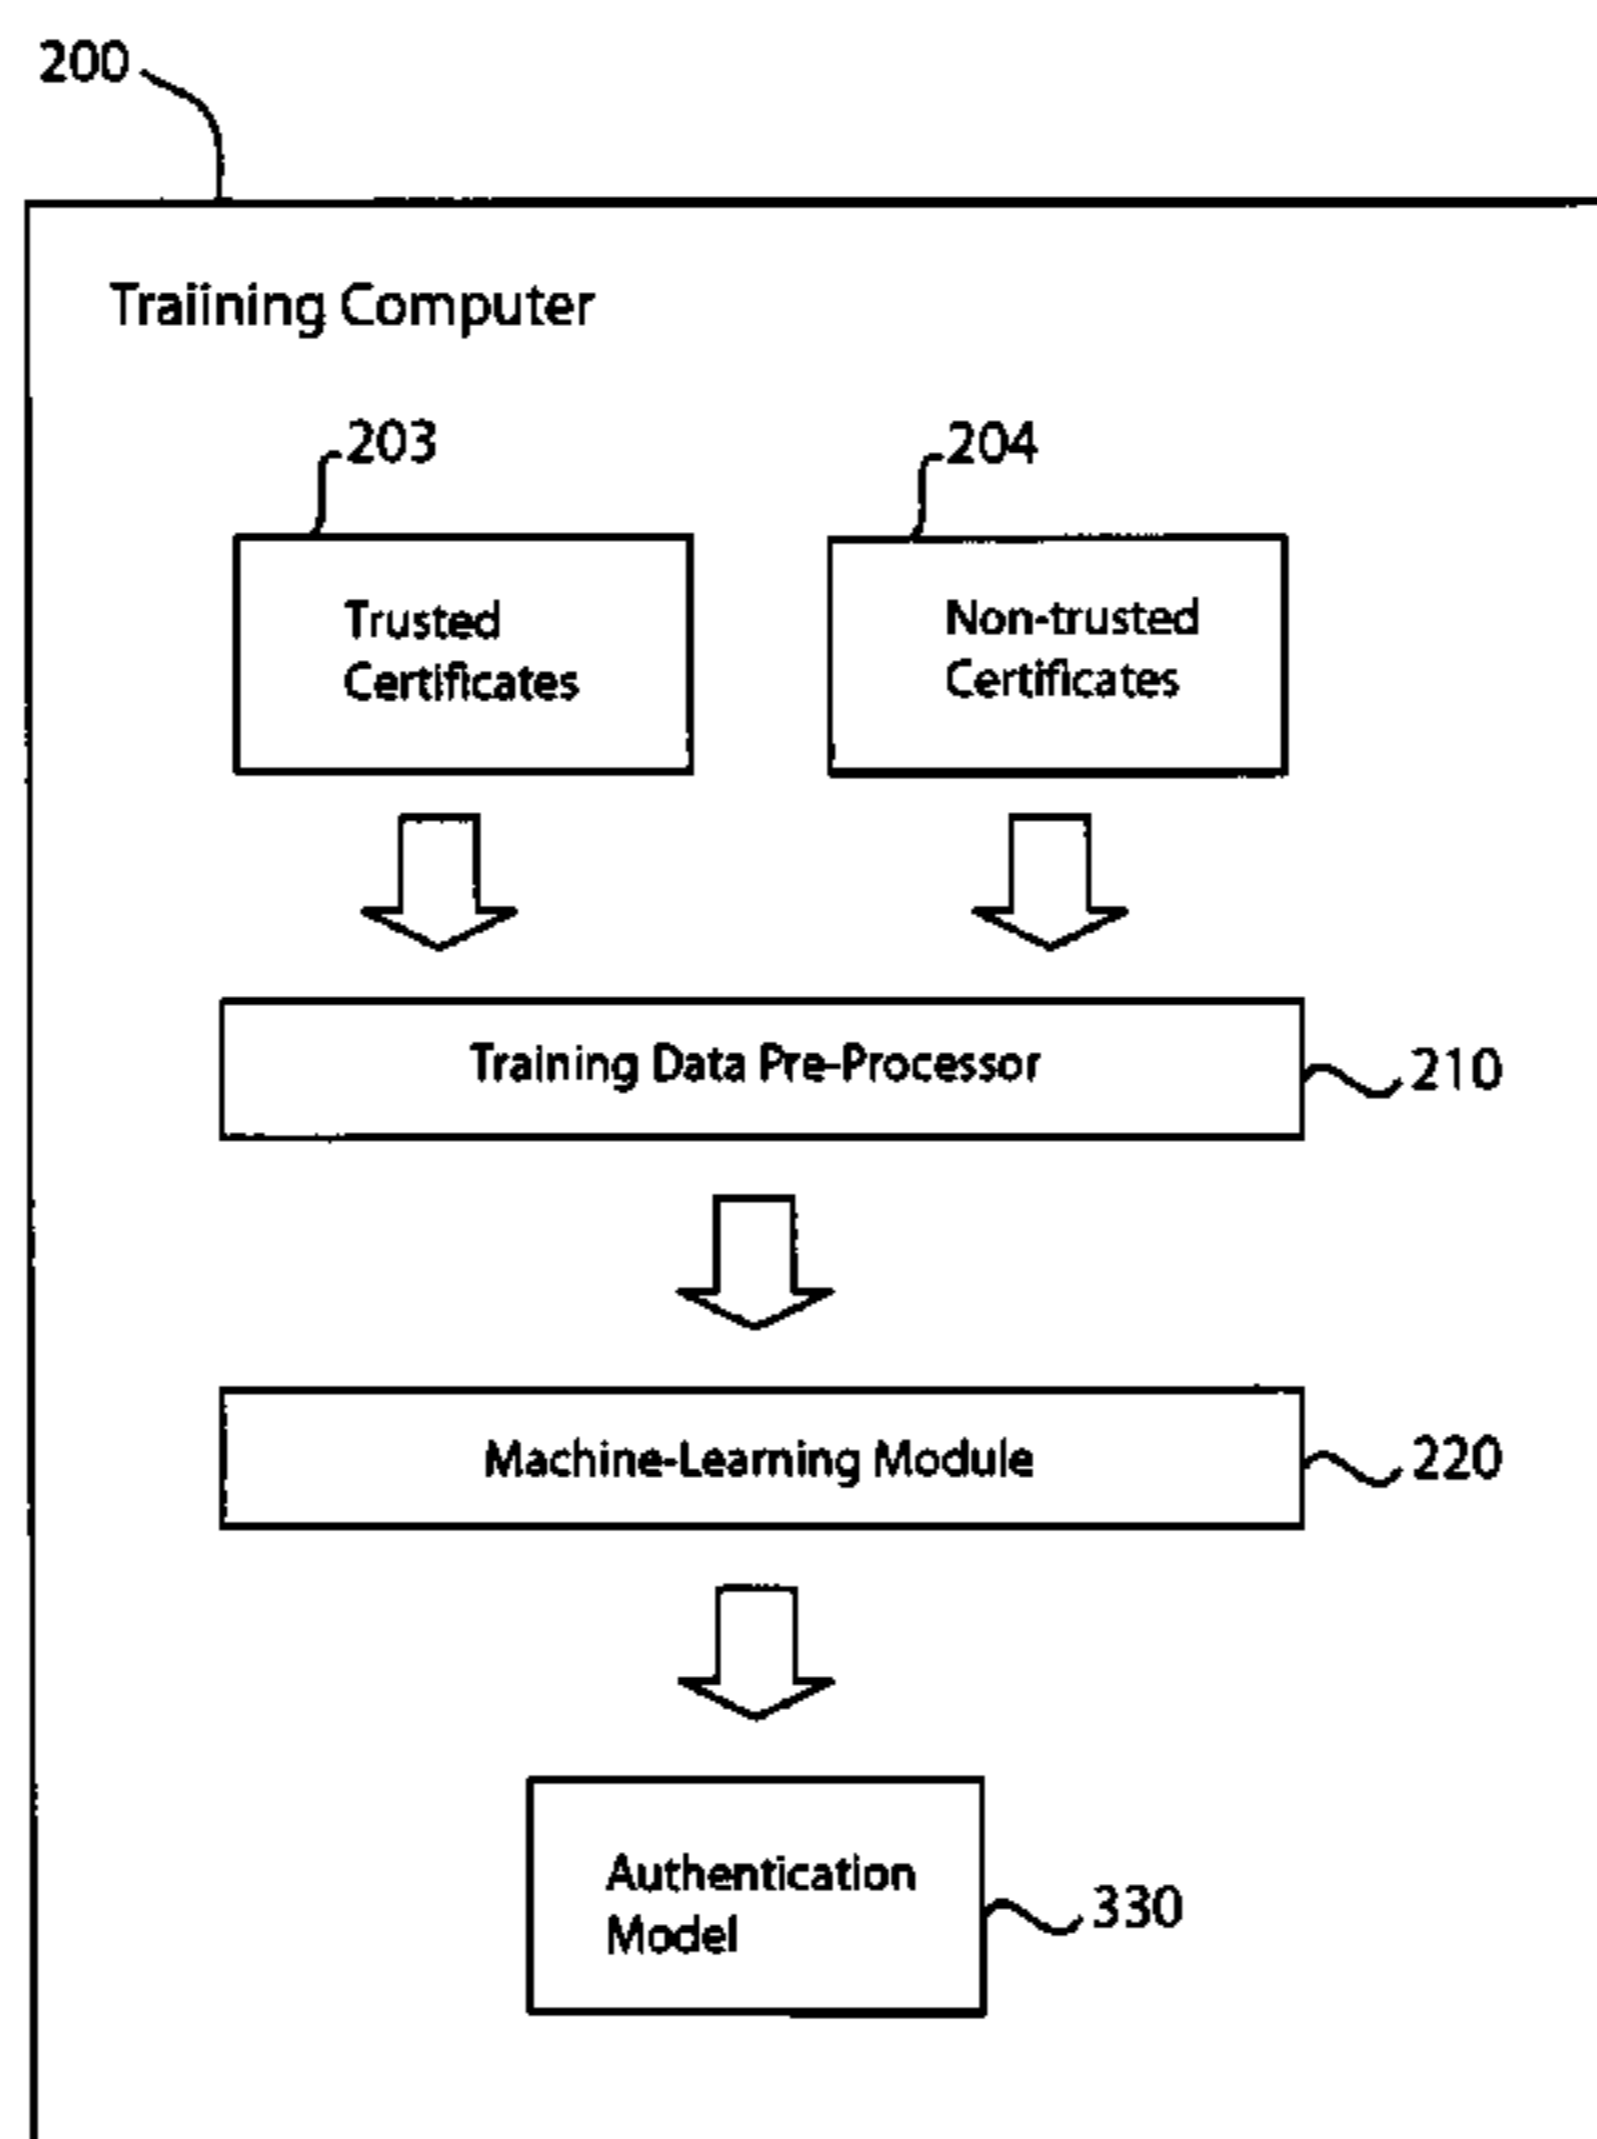 200
Traiining Computer
203
204
Trusted
Certificates
Non-trusted
Certificates
Training Data Pre-Processor
210
Machine-Learning Module
220
Authentication
Model
330